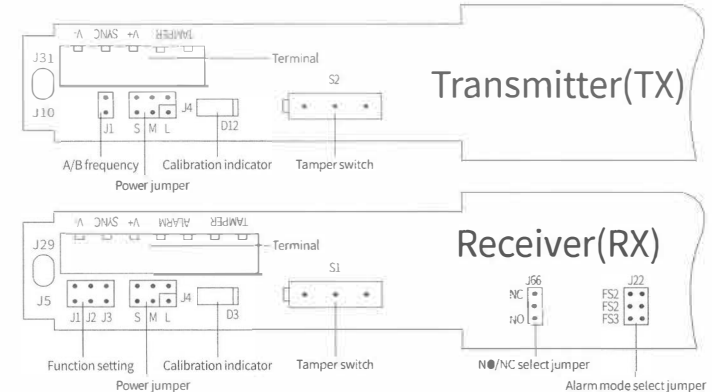 V- SYNC V+ TAMPER
J31
Terminal
S2
Transmitter(TX)
J10
J1 S M L J4 D12
A/B frequency Calibration indicator Tamper switch
Power jumper
V- SYNC V+ ALARM TAMPER
J29
Terminal
S1
Receiver(RX)
J66 J22
NC FS2
FS2
NO FS3
J5
J1 J2 J3 S M L J4 D3
Function setting Calibration indicator Tamper switch NO/NC select jumper
Power jumper Alarm mode select jumper